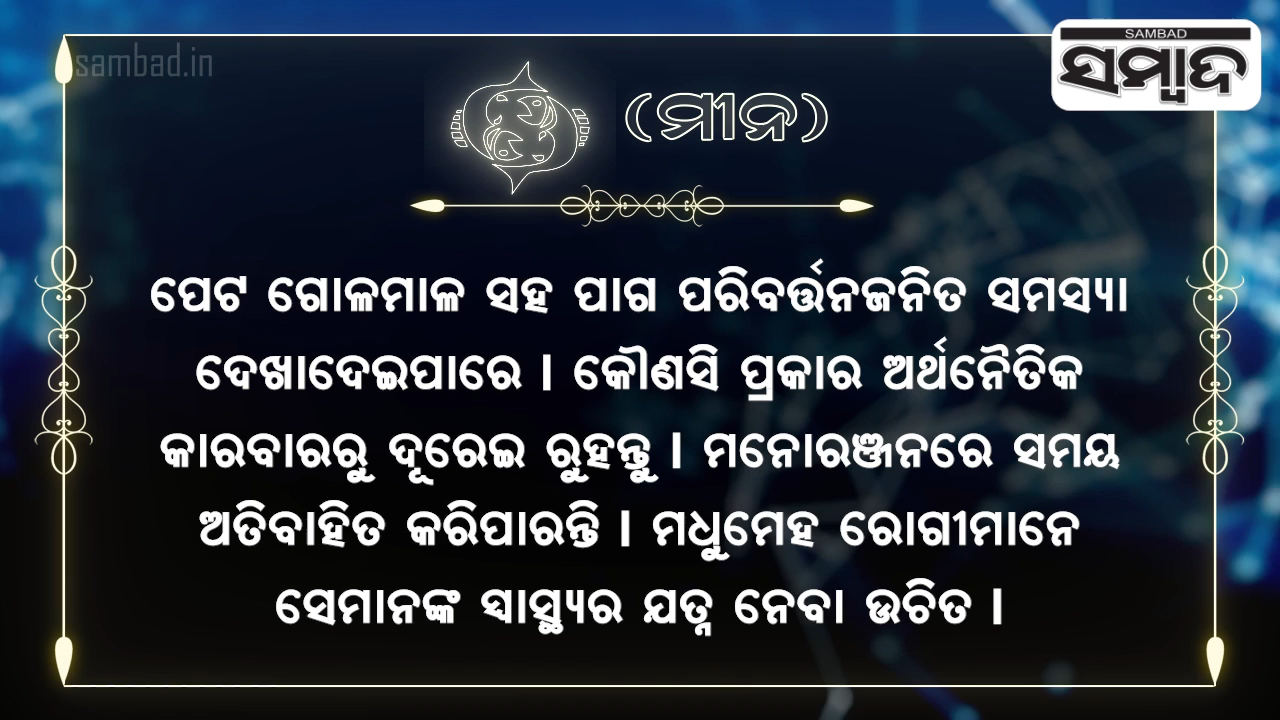 sambad.in
SAMBAD
ସମ୍ବାଦ
(ମୀନ)
ପେଟ ଗୋଳମାଳ ସହ ପାଗ ପରିବର୍ତ୍ତନଜନିତ ସମସ୍ୟା
ଦେଖାଦେଇପାରେ । କୌଣସି ପ୍ରକାର ଅର୍ଥନୈତିକ
କାରବାରରୁ ଦୂରେଇ ରୁହନ୍ତୁ । ମନୋରଞ୍ଜନରେ ସମୟ
ଅତିବାହିତ କରିପାରନ୍ତି । ମଧୁମେହ ରୋଗୀମାନେ
ସେମାନଙ୍କ ସ୍ୱାସ୍ଥ୍ୟର ଯତ୍ନ ନେବା ଉଚିତ ।